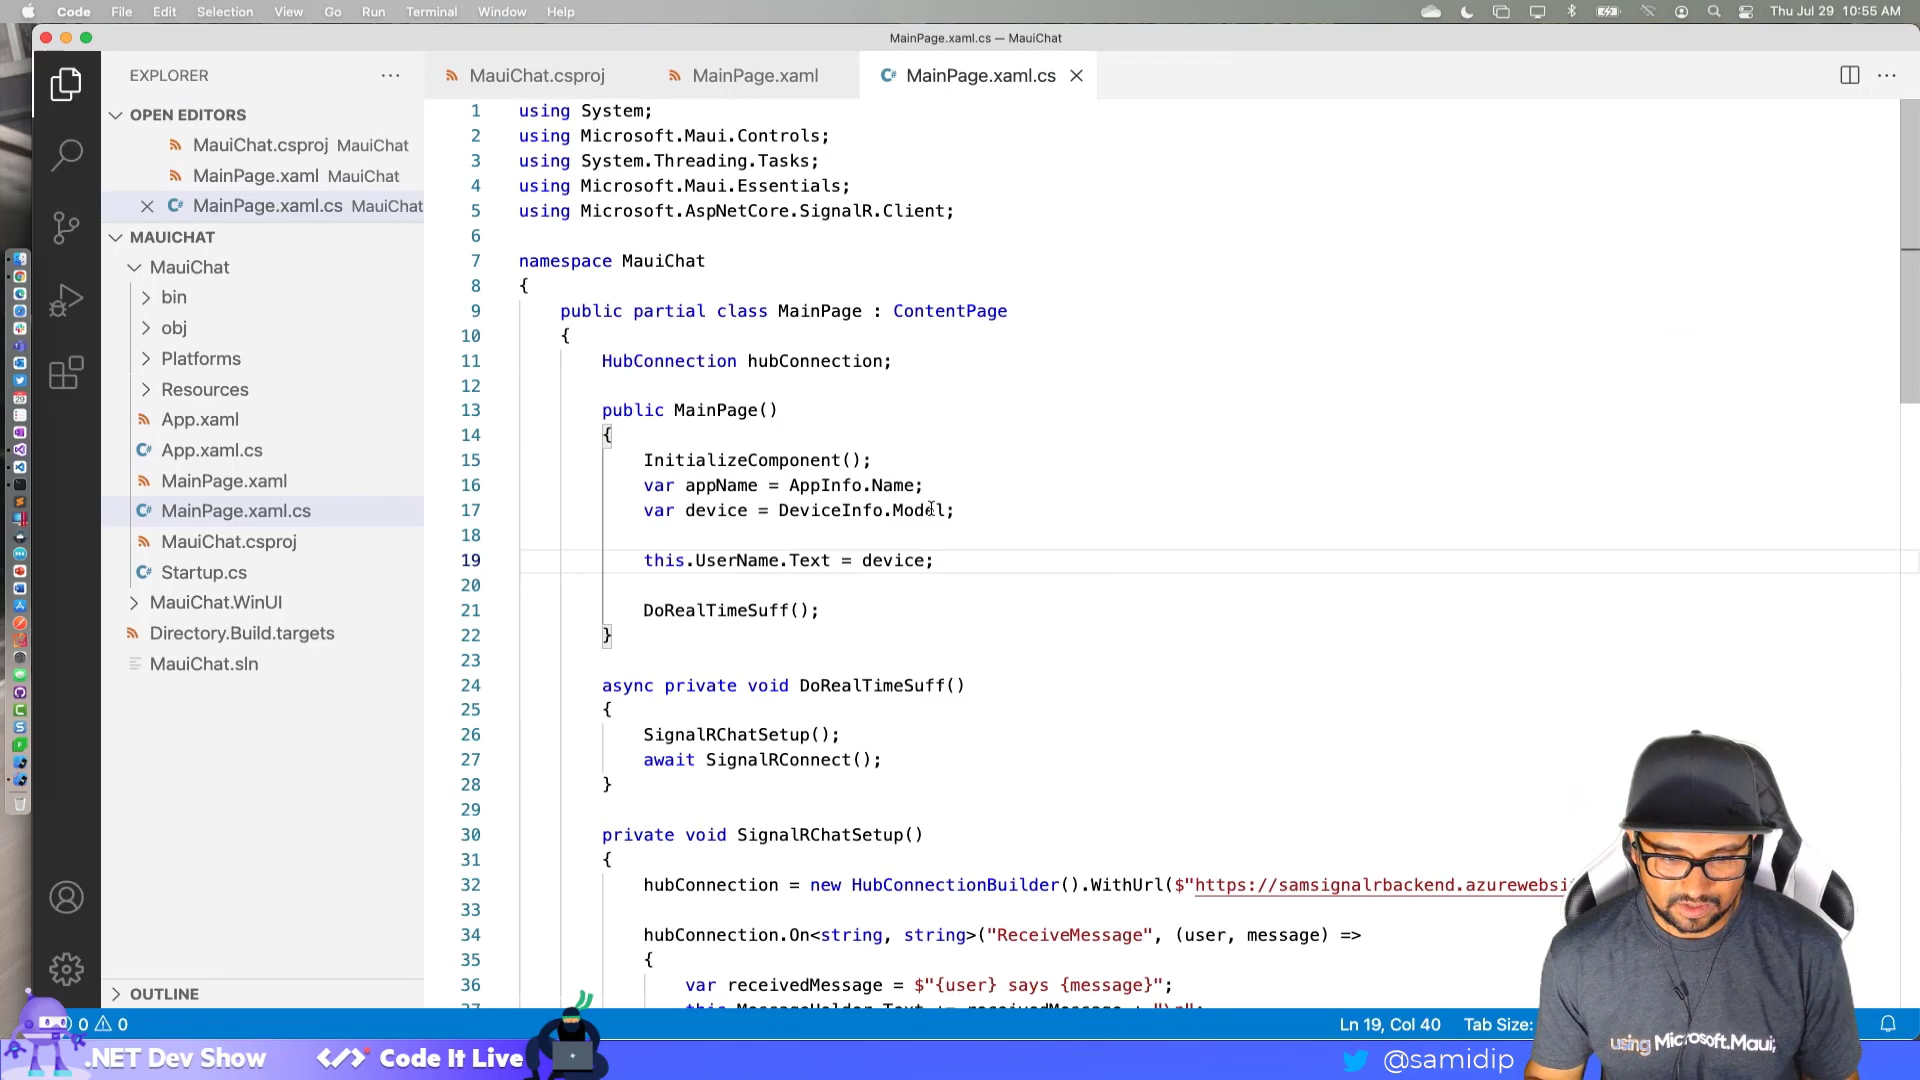 Code File Edit Selection View Go Run Terminal Window Help Thu Jul 29 10:55 AM
MainPage.xaml.cs — MauiChat
EXPLORER
OPEN EDITORS
MauiChat.csproj MauiChat
MainPage.xaml MauiChat
MainPage.xaml.cs MauiChat
MAUICHAT
MauiChat
bin
obj
Platforms
Resources
App.xaml
App.xaml.cs
MainPage.xaml
MainPage.xaml.cs
MauiChat.csproj
Startup.cs
MauiChat.WinUI
Directory.Build.targets
MauiChat.sln
OUTLINE
MauiChat.csproj MainPage.xaml MainPage.xaml.cs
1 using System;
2 using Microsoft.Maui.Controls;
3 using System.Threading.Tasks;
4 using Microsoft.Maui.Essentials;
5 using Microsoft.AspNetCore.SignalR.Client;
6
7 namespace MauiChat
8 {
9 public partial class MainPage : ContentPage
10 {
11 HubConnection hubConnection;
12
13 public MainPage()
14 {
15 InitializeComponent();
16 var appName = AppInfo.Name;
17 var device = DeviceInfo.Model;
18
19 this.UserName.Text = device;
20
21 DoRealTimeSuff();
22 }
23
24 async private void DoRealTimeSuff()
25 {
26 SignalRChatSetup();
27 await SignalRConnect();
28 }
29
30 private void SignalRChatSetup()
31 {
32 hubConnection = new HubConnectionBuilder().WithUrl($"https://samsignalrbackend.azurewebsi
33
34 hubConnection.On<string, string>("ReceiveMessage", (user, message) =>
35 {
36 var receivedMessage = $"{user} says {message}";
37 this.MessageHolder.Text += receivedMessage + "\n";
0 0 Ln 19, Col 40 Tab Size:
.NET Dev Show </> Code It Live @samidip
using Microsoft.Maui;